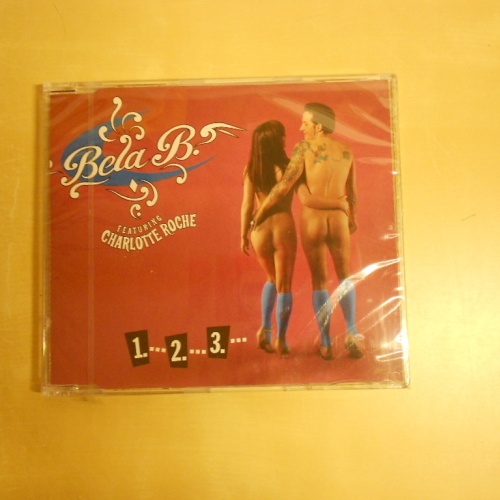 Bela B.
FEATURING
CHARLOTTE ROCHE
1.... 2.... 3....